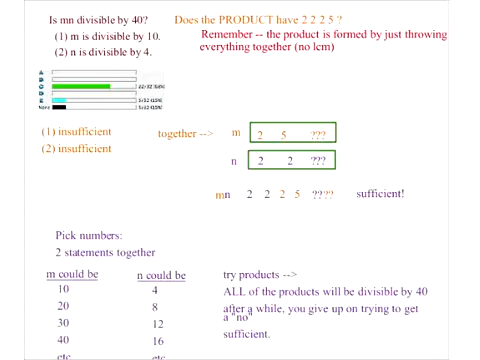 Is mn divisible by 40?
Does the PRODUCT have 2 2 2 5 ?
(1) m is divisible by 10.
Remember -- the product is formed by just throwing
everything together (no lcm)
(2) n is divisible by 4.
A
B
C
D
E
None
(1) insufficient
(2) insufficient
together -->
m 2 5 ???
n 2 2 ???
mn 2 2 2 5 ????
sufficient!
Pick numbers:
2 statements together
m could be
10
20
30
40
etc
n could be
4
8
12
16
etc
try products -->
ALL of the products will be divisible by 40
after a while, you give up on trying to get
a "no"
sufficient.